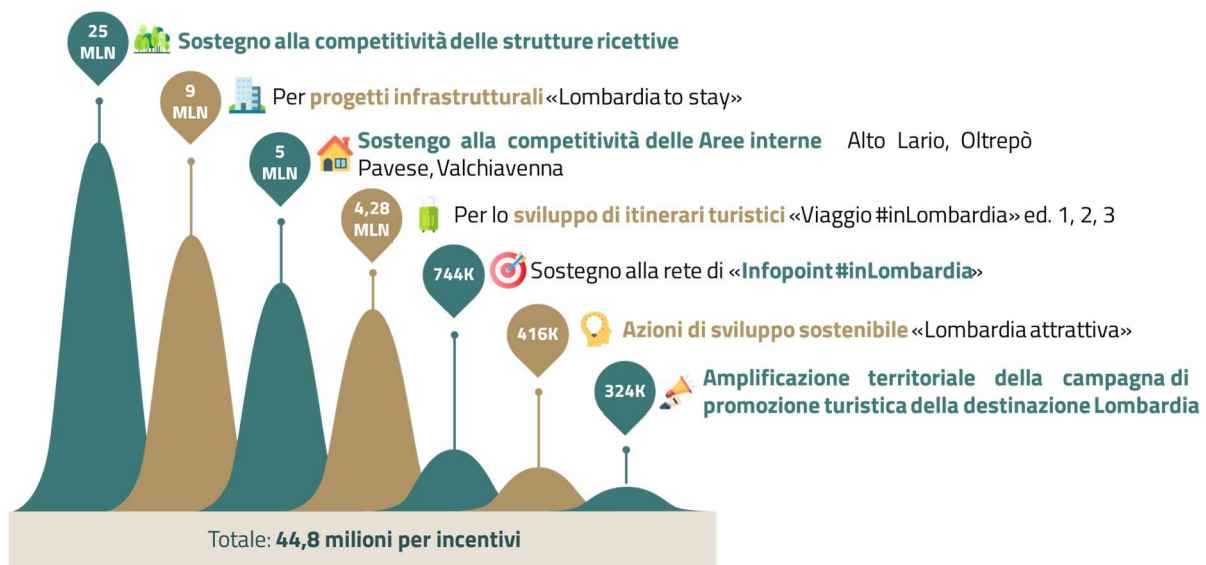 25
MLN
Sostegno alla competitività delle strutture ricettive
9
MLN
Per progetti infrastrutturali «Lombardia to stay»
5
MLN
Sostengo alla competitività delle Aree interne Alto Lario, Oltrepò
Pavese, Valchiavenna
4,28
MLN
Per lo sviluppo di itinerari turistici «Viaggio #inLombardia» ed. 1, 2, 3
744K
Sostegno alla rete di «Infopoint #inLombardia»
416K
Azioni di sviluppo sostenibile «Lombardia attrattiva»
324K
Amplificazione territoriale della campagna di
promozione turistica della destinazione Lombardia
Totale: 44,8 milioni per incentivi